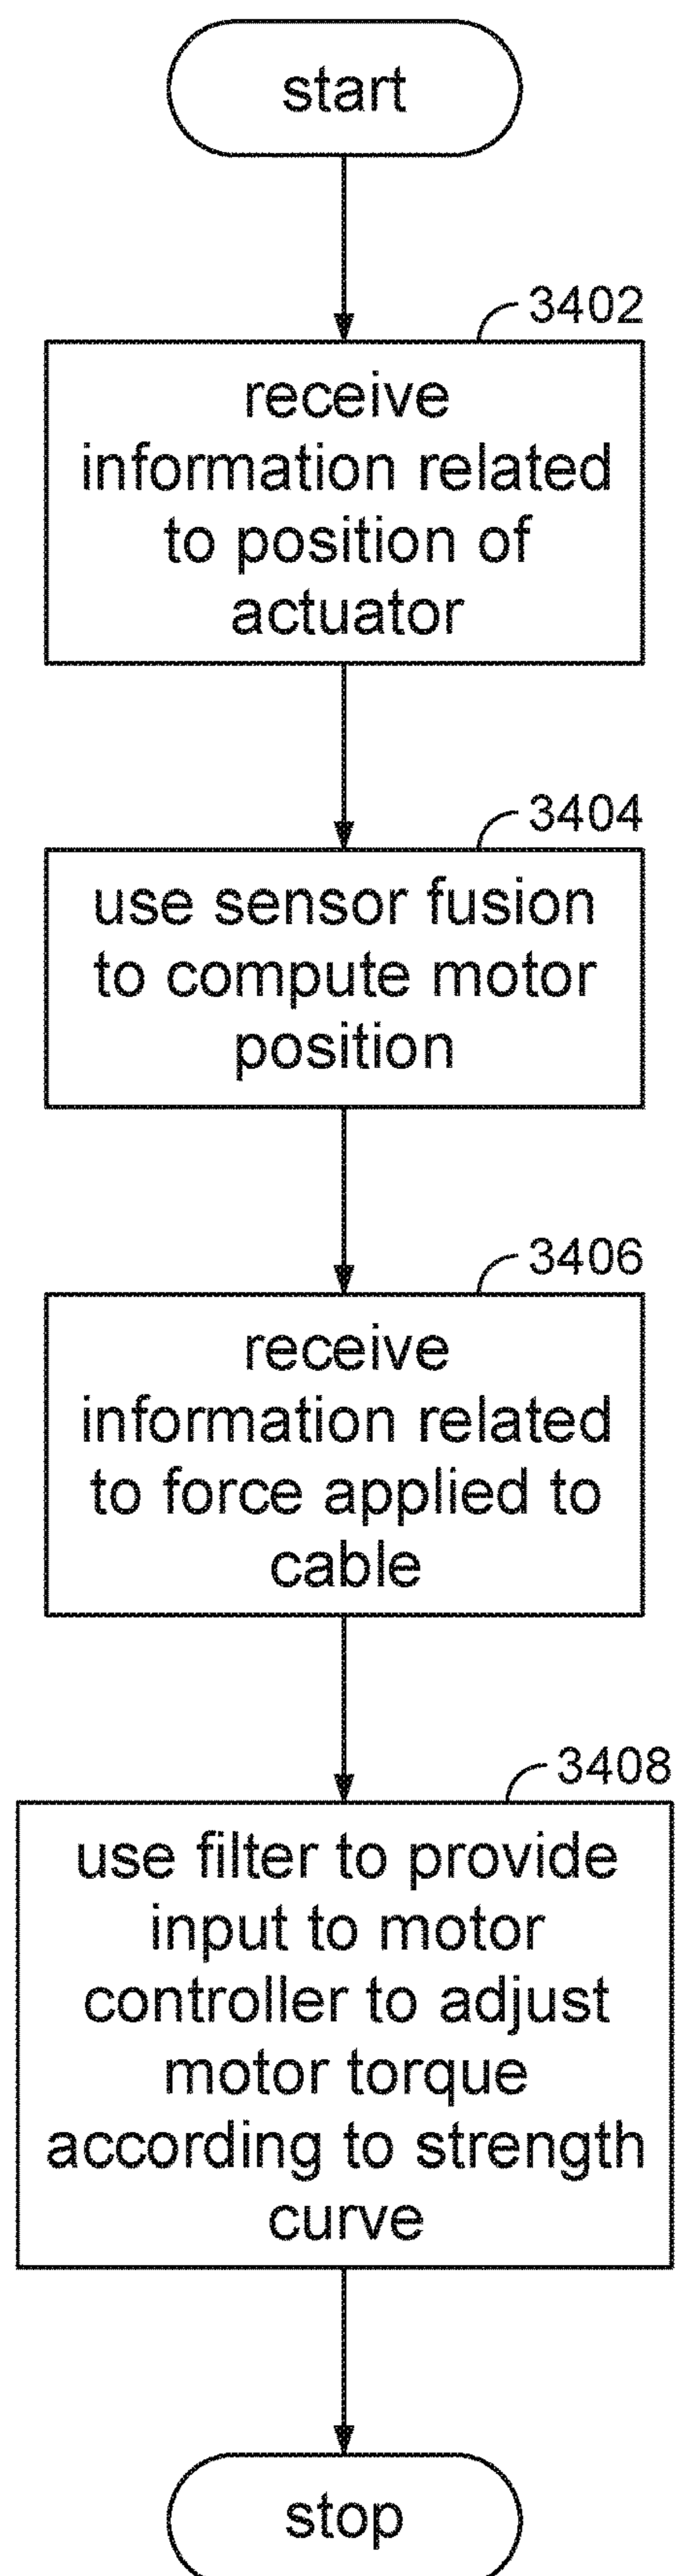 start
3402
receive
information related
to position of
actuator
3404
use sensor fusion
to compute motor
position
3406
receive
information related
to force applied to
cable
3408
use filter to provide
input to motor
controller to adjust
motor torque
according to strength
curve
stop